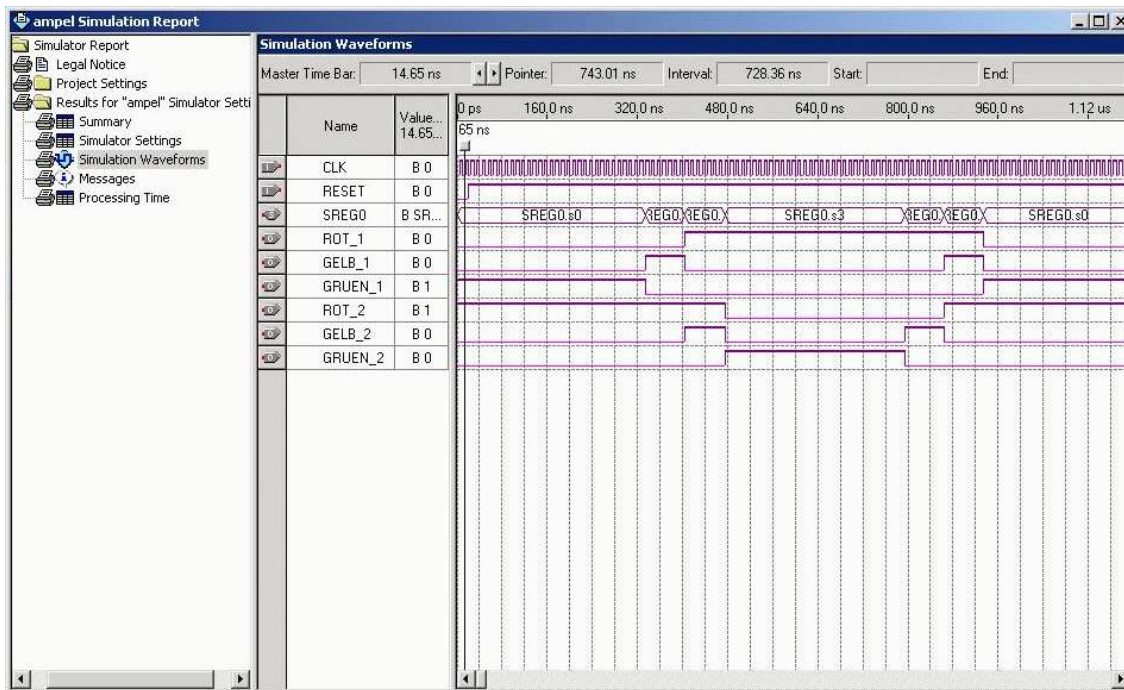 ampel Simulation Report
Simulator Report
Legal Notice
Project Settings
Results for "ampel" Simulator Setti
Summary
Simulator Settings
Simulation Waveforms
Messages
Processing Time
Simulation Waveforms
Master Time Bar: 14.65 ns Pointer: 743.01 ns Interval: 728.36 ns Start: End:
Name Value... 14.65...
0 ps 160,0 ns 320,0 ns 480,0 ns 640,0 ns 800,0 ns 960,0 ns 1.12 us
65 ns
CLK B 0
RESET B 0
SREG0 B SR... SREG0.s0 REG0. REG0. SREG0.s3 REG0. REG0. SREG0.s0
ROT_1 B 0
GELB_1 B 0
GRUEN_1 B 1
ROT_2 B 1
GELB_2 B 0
GRUEN_2 B 0